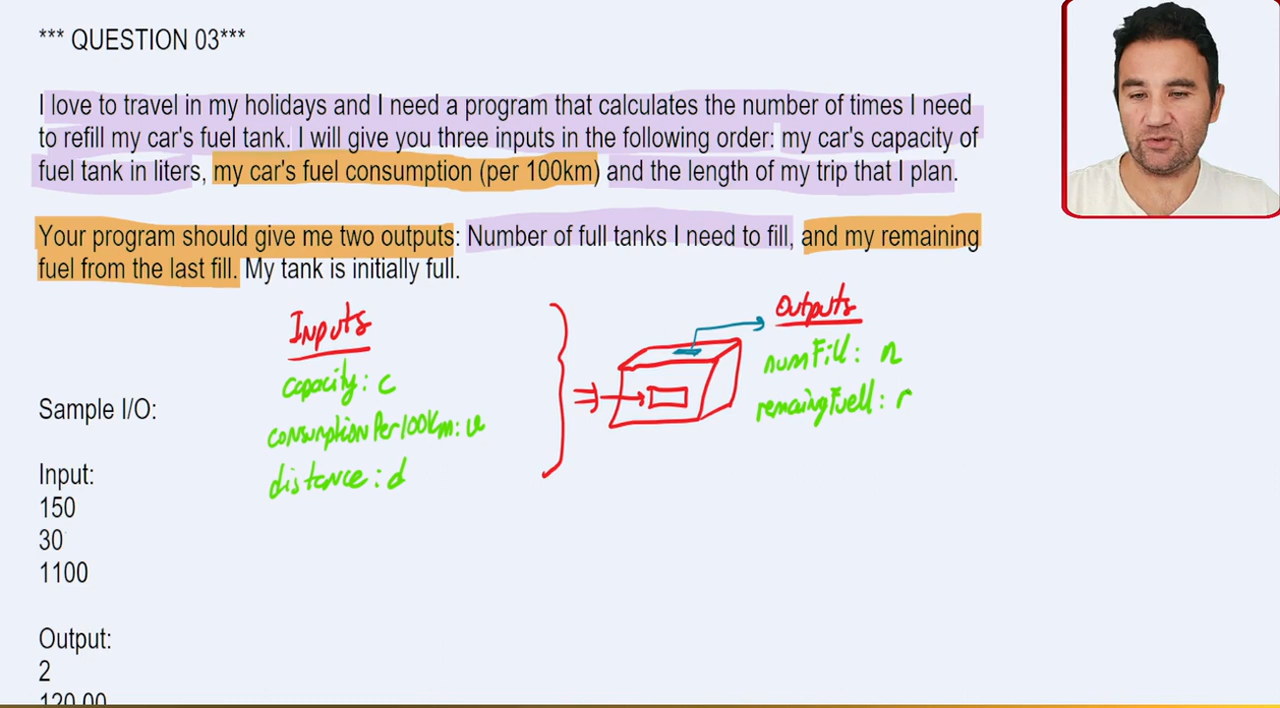 *** QUESTION 03***
I love to travel in my holidays and I need a program that calculates the number of times I need
to refill my car's fuel tank. I will give you three inputs in the following order: my car's capacity of
fuel tank in liters, my car's fuel consumption (per 100km) and the length of my trip that I plan.
Your program should give me two outputs: Number of full tanks I need to fill, and my remaining
fuel from the last fill. My tank is initially full.
Inputs
capacity: c
consumptionPer100Km: u
distance: d
Outputs
numFill: n
remaingFuell: r
Sample I/O:
Input:
150
30
1100
Output:
2
120.00